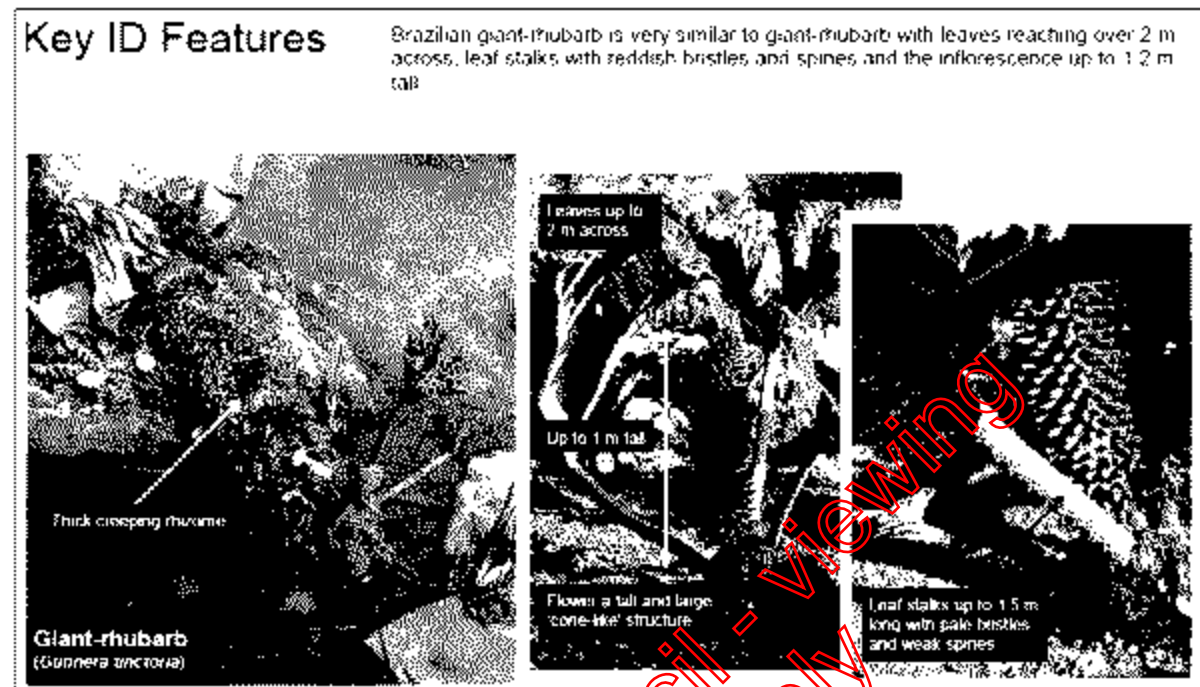 Key ID Features
Brazilian giant-rhubarb is very similar to giant-rhubarb with leaves reaching over 2 m
across, leaf stalks with reddish bristles and spines and the inflorescence up to 1.2 m
tall
Leaves up to
2 m across
Up to 1 m tall
Thick creeping rhizome
Flower a tall and large
'cone-like' structure
Leaf stalks up to 1.5 m
long with pale bristles
and weak spines
Giant-rhubarb
(Gunnera tinctoria)
- viewing